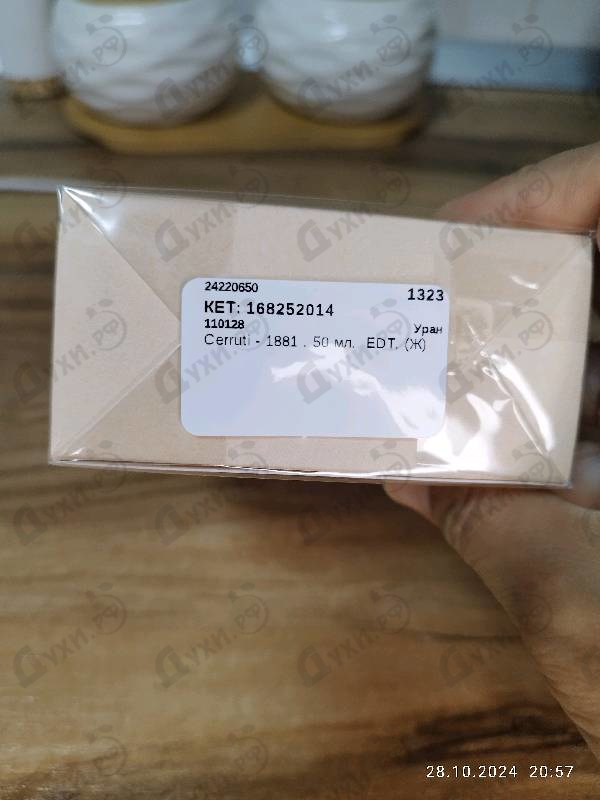 24220650
1323
КЕТ: 168252014
110128
Уран
Cerruti - 1881 . 50 мл. EDT. (Ж)
Духи.рф
28.10.2024 20:57